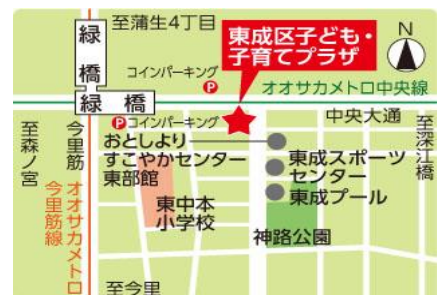 至蒲生4丁目
緑橋
東成区子ども・
子育てプラザ
N
コインパーキング
P
オオサカメトロ中央線
緑橋
P コインパーキング
中央大通
至森ノ宮
今里筋
オオサカメトロ
今里筋線
おとしより
すこやかセンター
東部館
東成スポーツ
センター
東成プール
至深江橋
東中本
小学校
神路公園
至今里